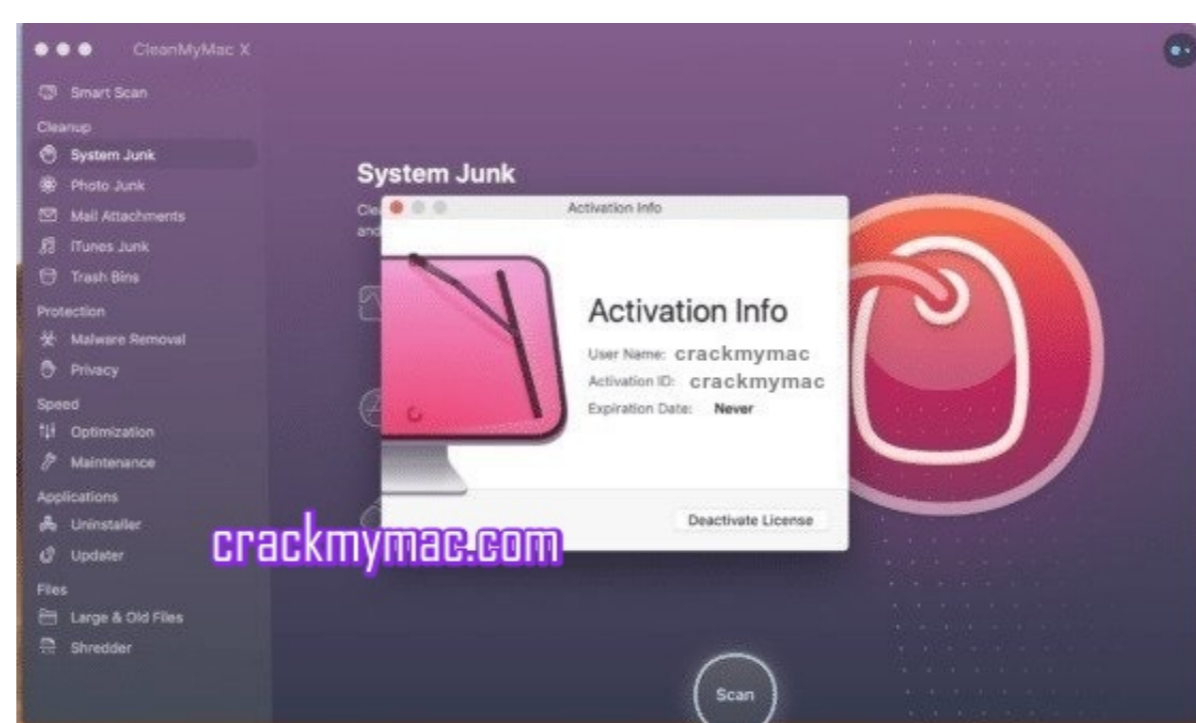 CleanMyMac X
Smart Scan
Cleanup
System Junk
Photo Junk
Mail Attachments
iTunes Junk
Trash Bins
Protection
Malware Removal
Privacy
Speed
Optimization
Maintenance
Applications
Uninstaller
Updater
Files
Large & Old Files
Shredder
System Junk
Cle
and
Activation Info
Activation Info
User Name: crackmymac
Activation ID: crackmymac
Expiration Date: Never
Deactivate License
crackmymac.com
Scan